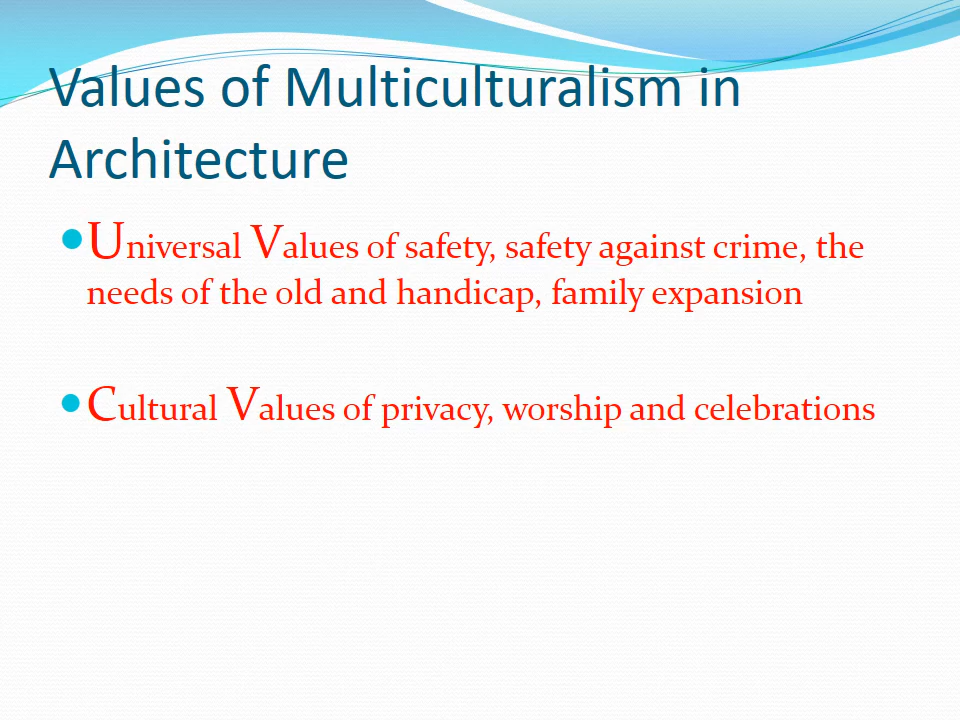 Values of Multiculturalism in
Architecture
Universal Values of safety, safety against crime, the
needs of the old and handicap, family expansion
Cultural Values of privacy, worship and celebrations